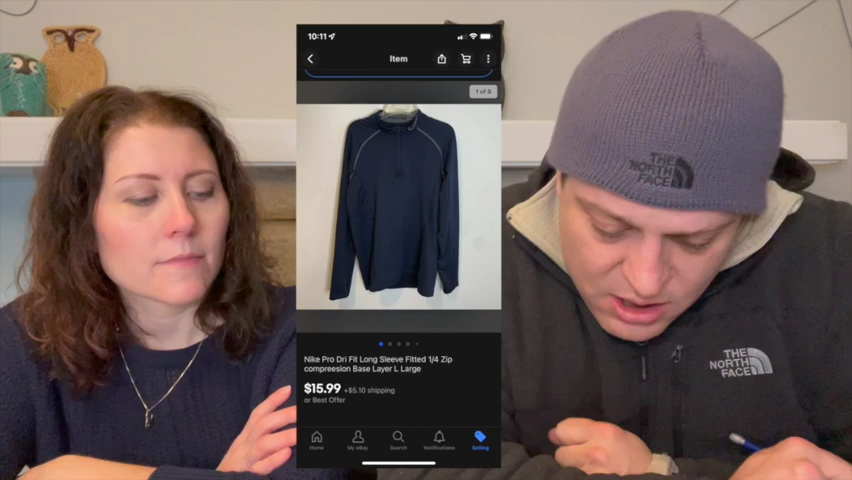 10:11
Item
1 of 9
Nike Pro Dri Fit Long Sleeve Fitted 1/4 Zip
compreesion Base Layer L Large
$15.99 +$5.10 shipping
or Best Offer
Home
My eBay
Search
Notifications
Selling
THE
NORTH
FACE
THE
NORTH
FACE